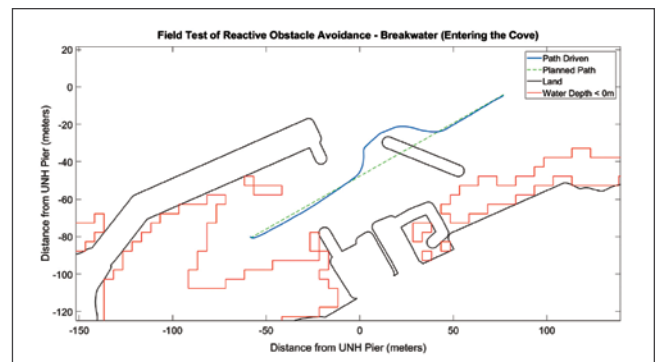 Field Test of Reactive Obstacle Avoidance - Breakwater (Entering the Cove)
Path Driven
Planned Path
Land
Water Depth < 0m
Distance from UNH Pier (meters)
20
0
-20
-40
-60
-80
-100
-120
-150 -100 -50 0 50 100
Distance from UNH Pier (meters)